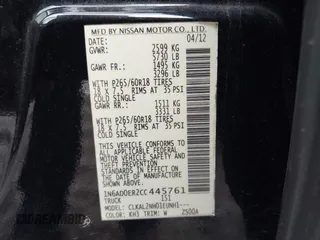 MFD BY NISSAN MOTOR CO., LTD.
DATE: 04/12
GVWR: 2599 KG
5730 LB
GAWR FR.: 1495 KG
3296 LB
WITH P265/60R18 TIRES
18 X 7.5 RIMS AT 35 PSI
COLD SINGLE
GAWR RR.: 1511 KG
3331 LB
WITH P265/60R18 TIRES
18 X 7.5 RIMS AT 35 PSI
COLD SINGLE
THIS VEHICLE CONFORMS
TO ALL APPLICABLE FEDERAL
MOTOR VEHICLE SAFETY
AND THEFT PREVENTION
STANDARDS IN EFFECT ON
THE DATE OF MANUFACTURE
SHOWN ABOVE.
445761
TRUCK 151
MODEL:
COLOR: KH3 TRIM: W Z50DA
© DREAMBID